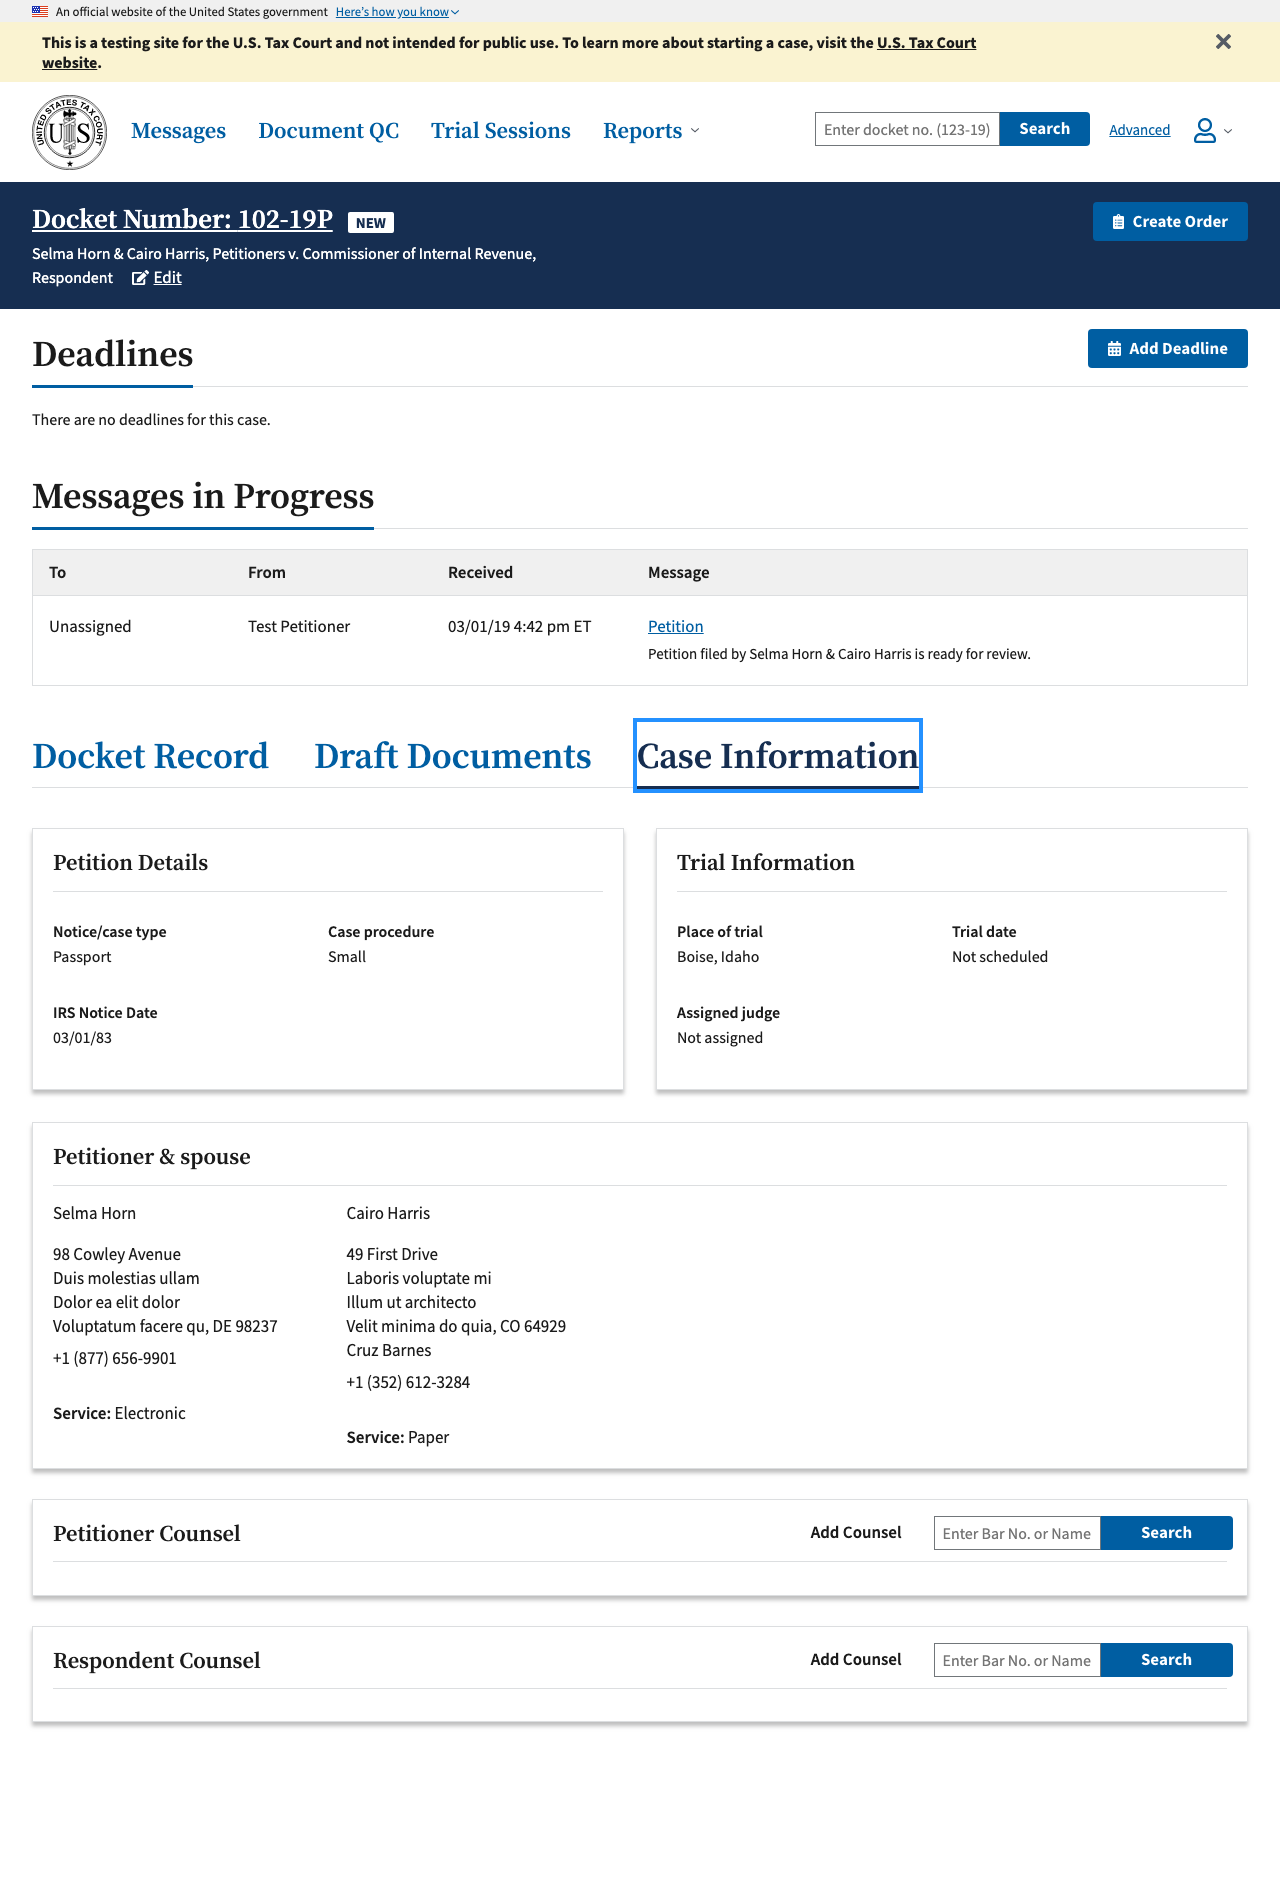 An official website of the United States government Here's how you know
This is a testing site for the U.S. Tax Court and not intended for public use. To learn more about starting a case, visit the U.S. Tax Court
website.
UNITED STATES TAX COURT
US
Messages Document QC Trial Sessions Reports
Enter docket no. (123-19) Search Advanced
Docket Number: 102-19P NEW
Create Order
Selma Horn & Cairo Harris, Petitioners v. Commissioner of Internal Revenue,
Respondent Edit
Deadlines
Add Deadline
There are no deadlines for this case.
Messages in Progress
To From Received Message
Unassigned Test Petitioner 03/01/19 4:42 pm ET Petition
Petition filed by Selma Horn & Cairo Harris is ready for review.
Docket Record Draft Documents Case Information
Petition Details
Notice/case type Case procedure
Passport Small
IRS Notice Date
03/01/83
Trial Information
Place of trial Trial date
Boise, Idaho Not scheduled
Assigned judge
Not assigned
Petitioner & spouse
Selma Horn
98 Cowley Avenue
Duis molestias ullam
Dolor ea elit dolor
Voluptatum facere qu, DE 98237
+1 (877) 656-9901
Service: Electronic
Cairo Harris
49 First Drive
Laboris voluptate mi
Illum ut architecto
Velit minima do quia, CO 64929
Cruz Barnes
+1 (352) 612-3284
Service: Paper
Petitioner Counsel Add Counsel Enter Bar No. or Name Search
Respondent Counsel Add Counsel Enter Bar No. or Name Search